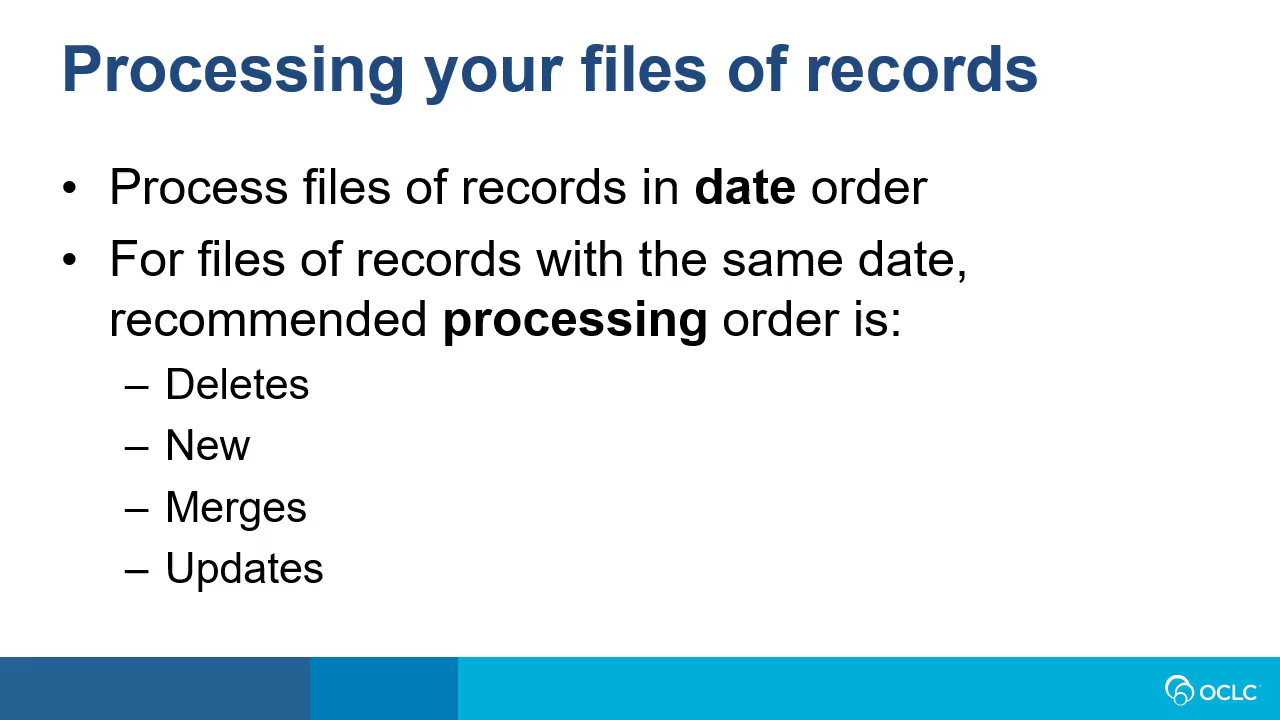 Processing your files of records
• Process files of records in date order
• For files of records with the same date,
recommended processing order is:
– Deletes
– New
– Merges
– Updates
OCLC